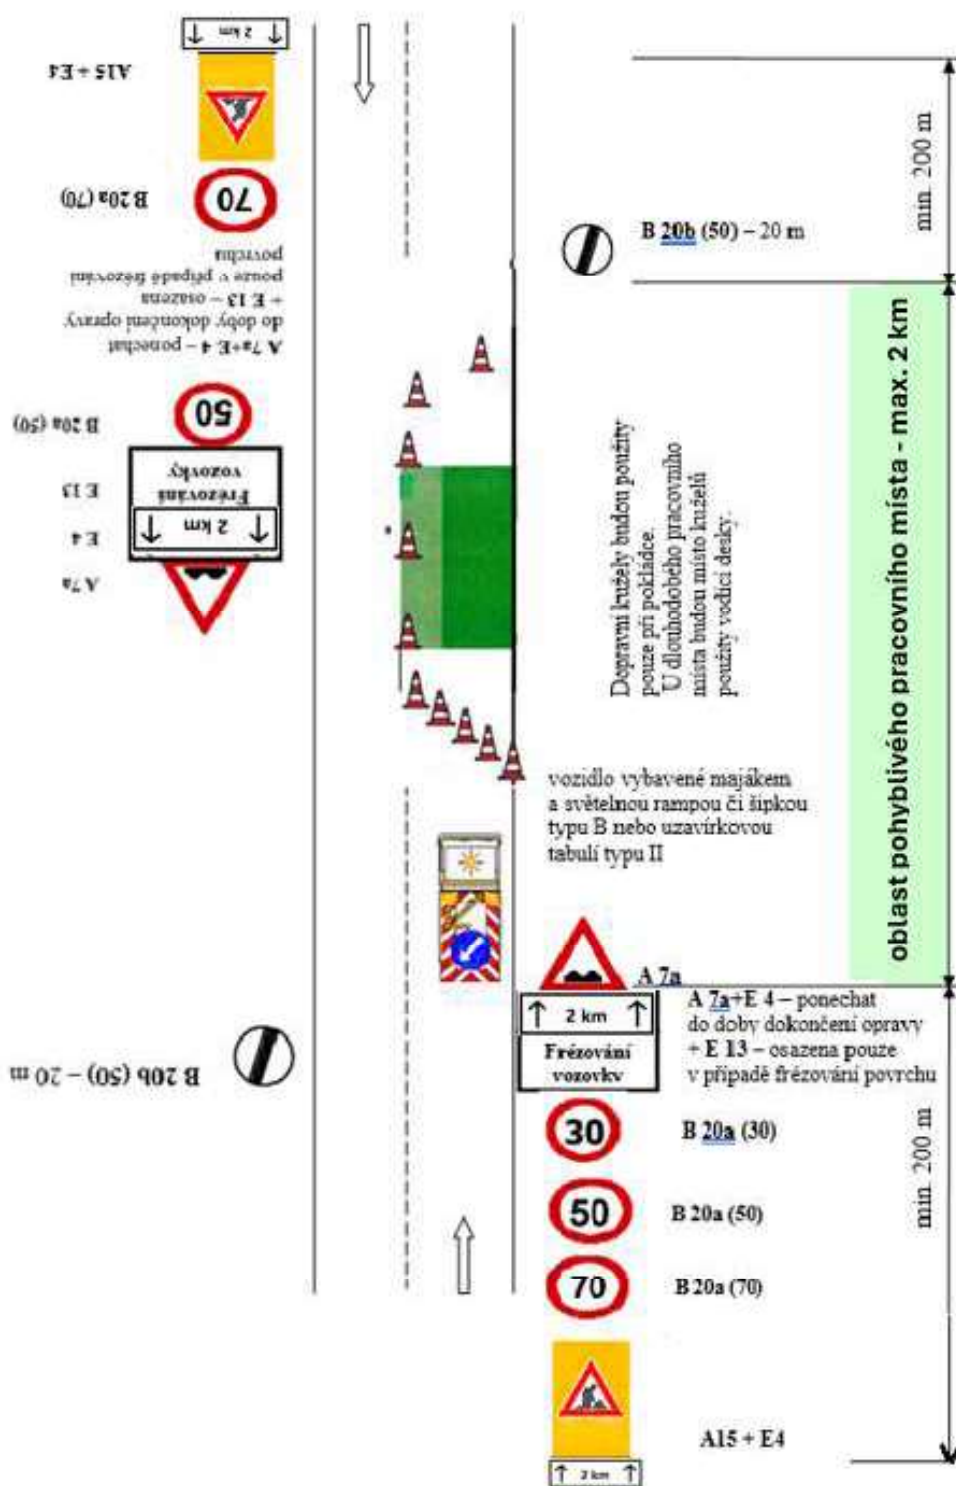 2 km
A15 + E4
70
B 20a (70)
A 7a+E 4 – ponechat
do doby dokončení opravy
+ E 13 – osazena
pouze v případě frézování
povrchu
50
B 20a (50)
Frézování
vozovky
E 13
2 km
E 4
A 7a
B 20b (50) – 20 m
min. 200 m
B 20b (50) – 20 m
oblast pohyblivého pracovního místa - max. 2 km
Dopravní kužely budou použity
pouze při pokládce.
U dlouhodobého pracovního
místa budou místo kuželů
použity vodící desky.
vozidlo vybavené majákem
a světelnou rampou či šipkou
typu B nebo uzavírkovou
tabulí typu II
A 7a
2 km
Frézování
vozovky
A 7a+E 4 – ponechat
do doby dokončení opravy
+ E 13 – osazena pouze
v případě frézování povrchu
30
B 20a (30)
50
B 20a (50)
70
B 20a (70)
min. 200 m
A15 + E4
2 km